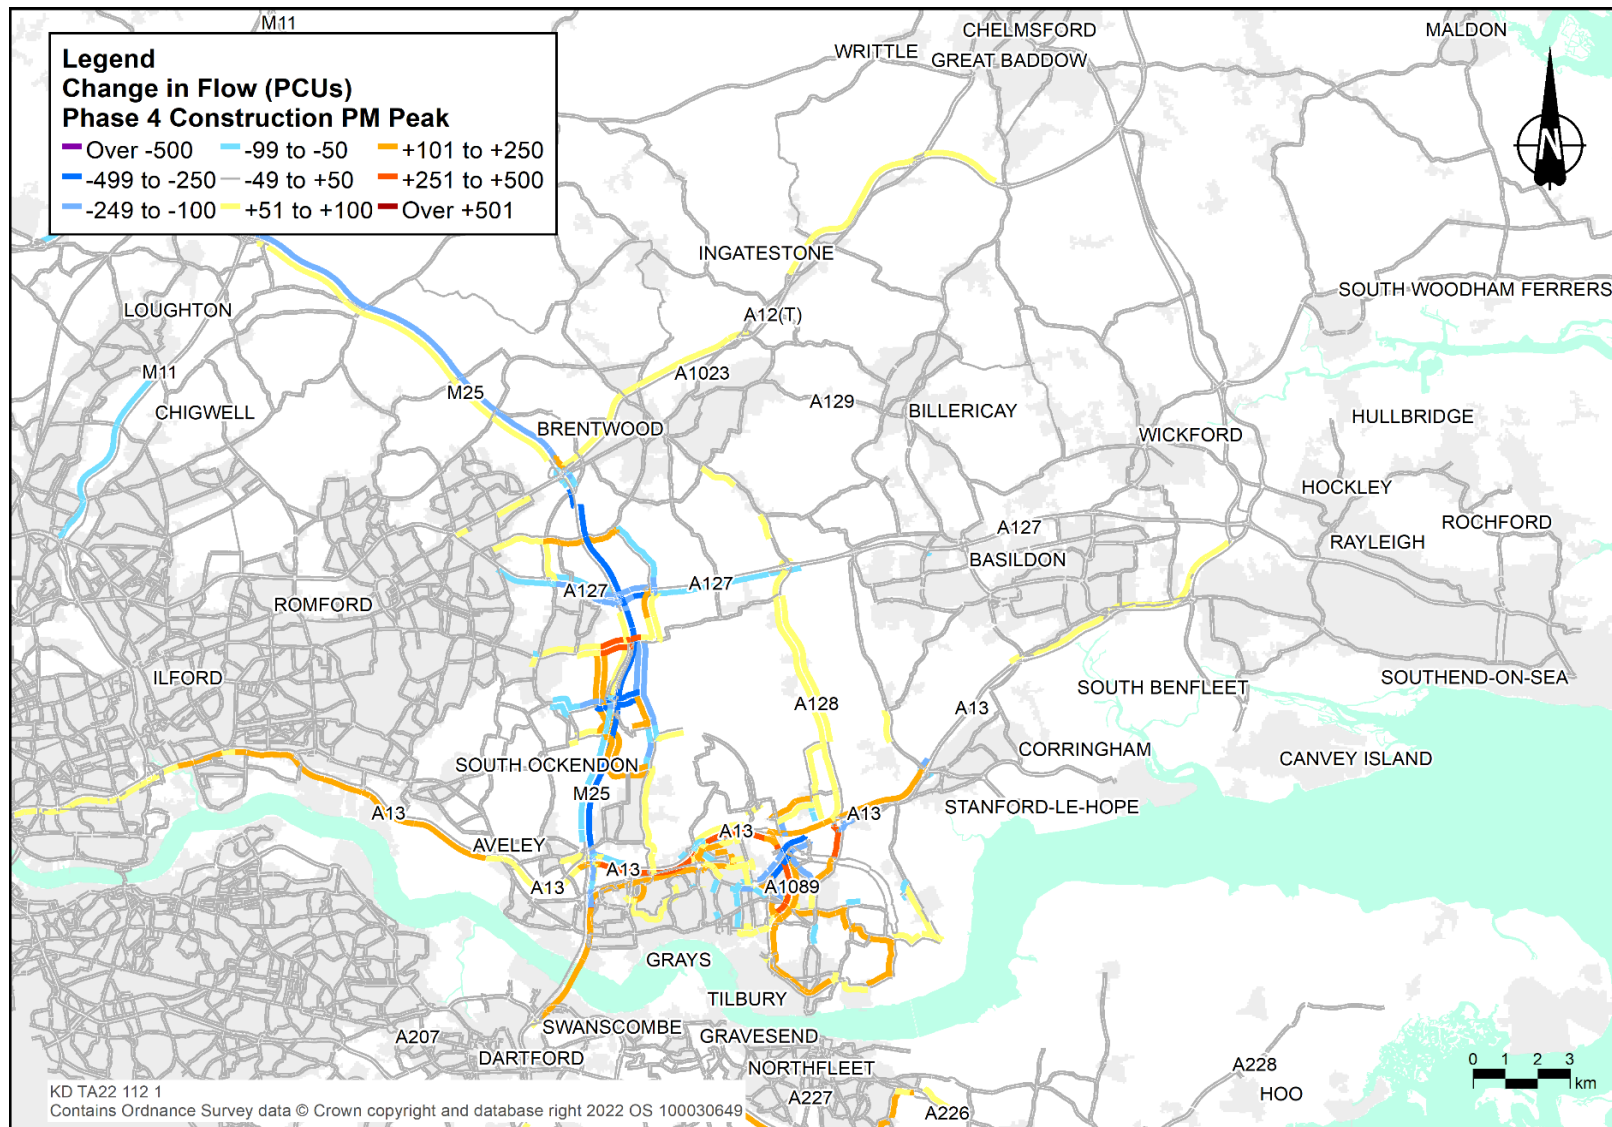 M11
CHELMSFORD
MALDON
WRITTLE
GREAT BADDOW
Legend
Change in Flow (PCUs)
Phase 4 Construction PM Peak
Over -500 -99 to -50 +101 to +250
-499 to -250 -49 to +50 +251 to +500
-249 to -100 +51 to +100 Over +501
N
INGATESTONE
SOUTH WOODHAM FERRERS
LOUGHTON
A12(T)
M11
A1023
M25
A129
CHIGWELL
BILLERICAY
HULLBRIDGE
BRENTWOOD
WICKFORD
HOCKLEY
ROCHFORD
A127
RAYLEIGH
BASILDON
A127
A127
ROMFORD
ILFORD
SOUTHEND-ON-SEA
SOUTH BENFLEET
A128
A13
CORRINGHAM
CANVEY ISLAND
SOUTH OCKENDON
M25
STANFORD-LE-HOPE
A13
A13
A13
AVELEY
A13
A13
A1089
GRAYS
TILBURY
SWANSCOMBE
A207
GRAVESEND
DARTFORD
NORTHFLEET
A228
0 1 2 3
km
HOO
KD TA22 112 1
A227
A226
Contains Ordnance Survey data © Crown copyright and database right 2022 OS 100030649